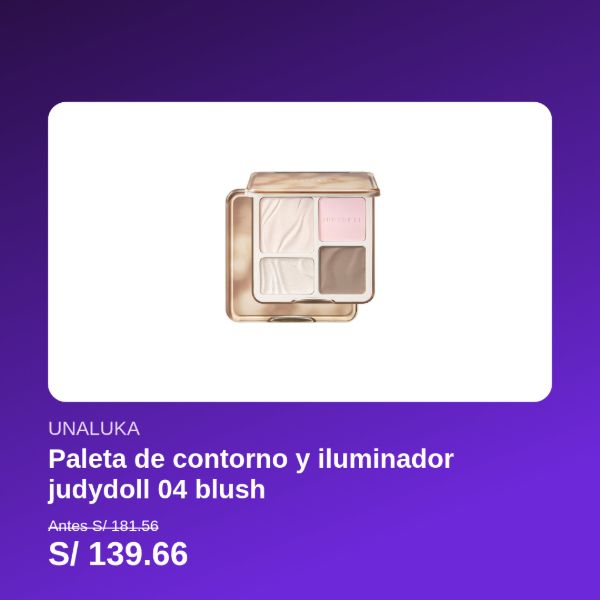 UNALUKA
Paleta de contorno y iluminador
judydoll 04 blush
Antes S/ 181.56
S/ 139.66